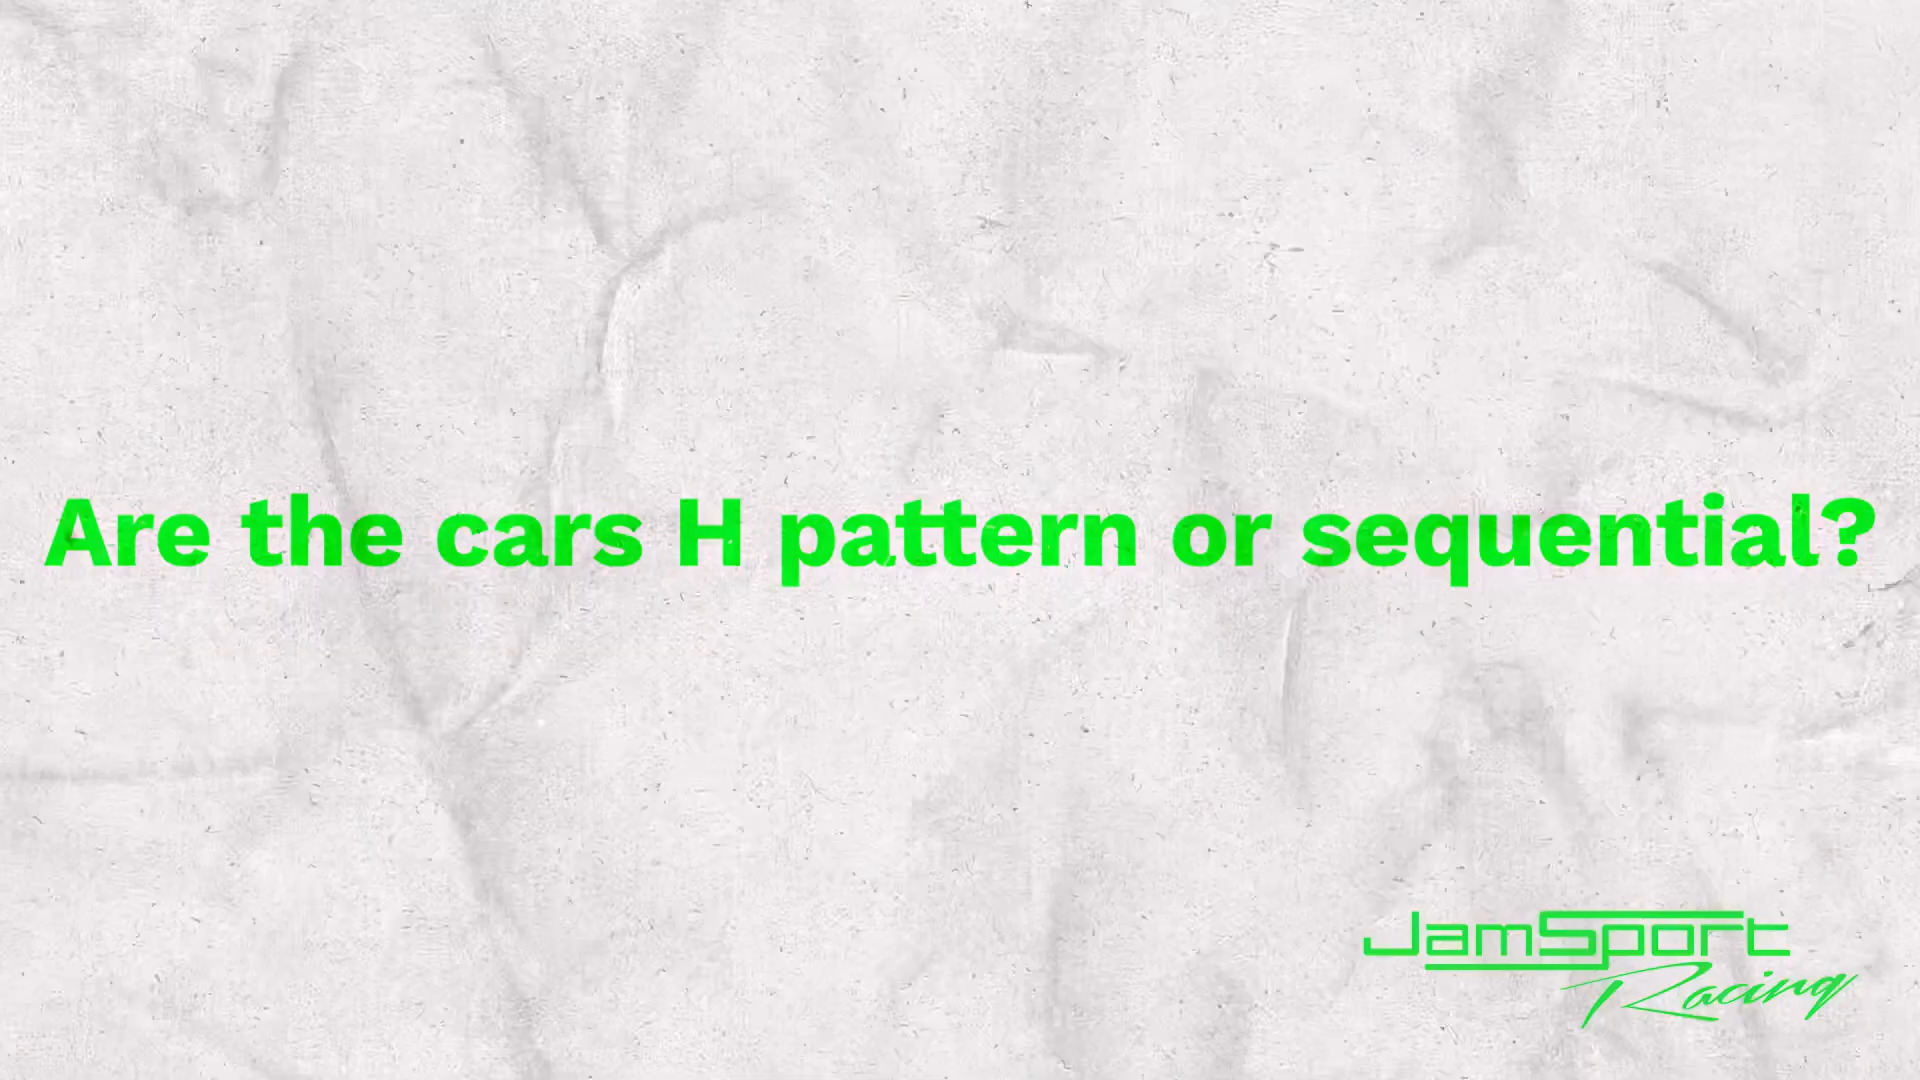 Are the cars H pattern or sequential?
JamSport
Racing